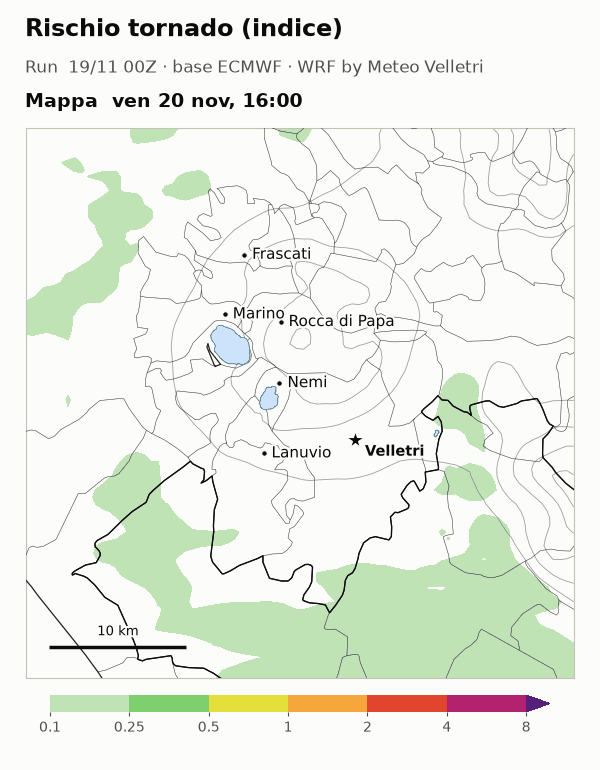 Rischio tornado (indice)
Run  19/11 00Z · base ECMWF · WRF by Meteo Velletri
Mappa  ven 20 nov, 16:00
Frascati
Marino
Rocca di Papa
Nemi
Velletri
Lanuvio
10 km
0.1 0.25 0.5 1 2 4 8